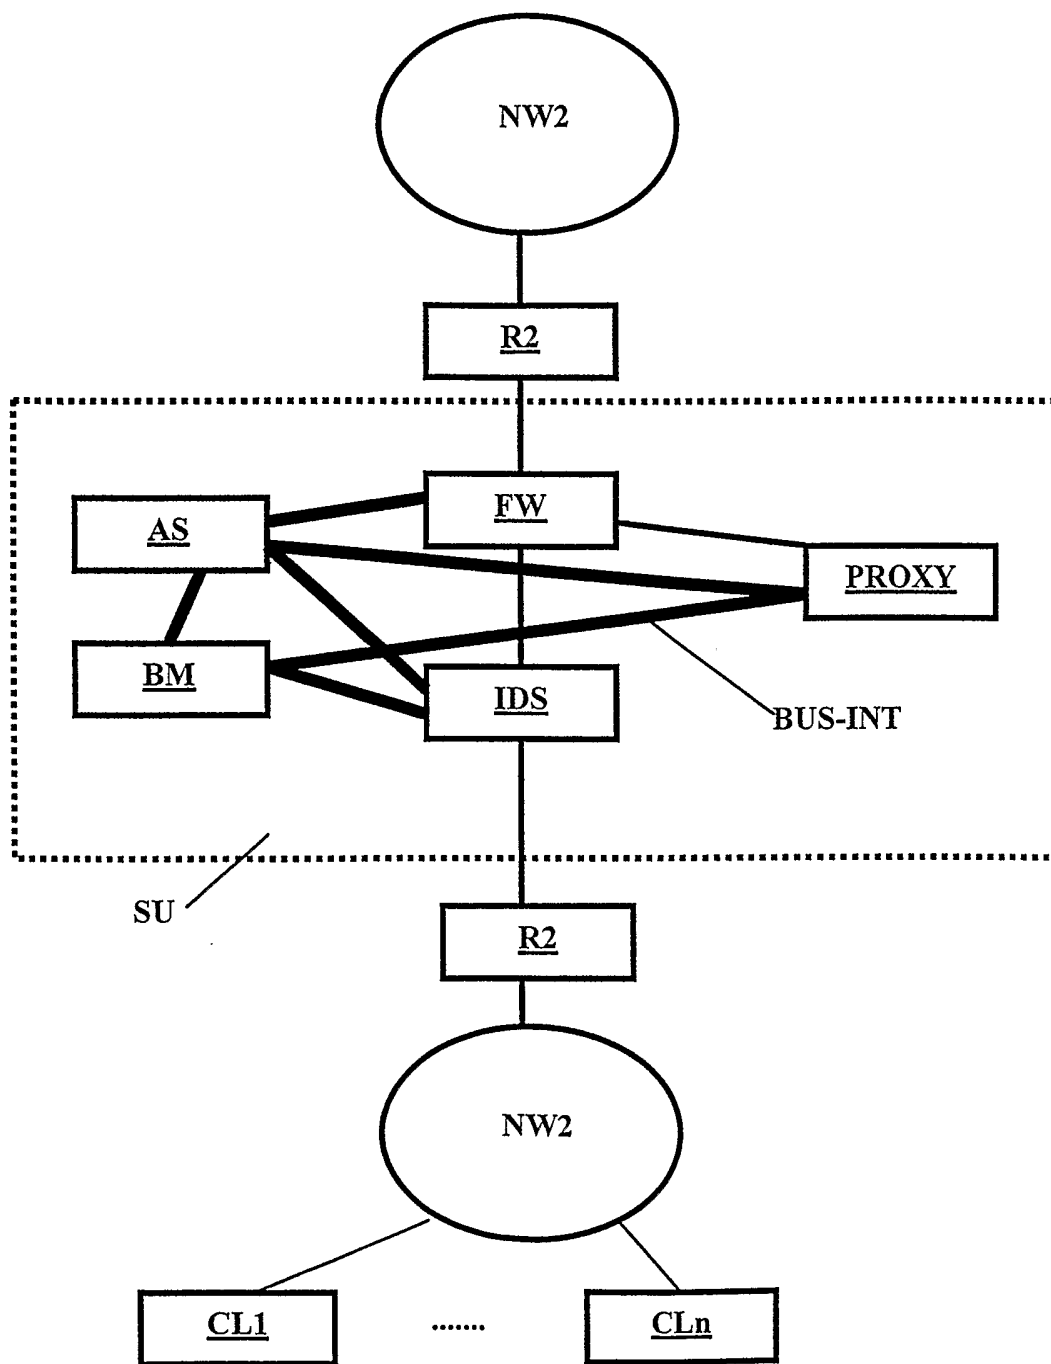 NW2
R2
FW
AS
PROXY
BM
IDS
BUS-INT
SU
R2
NW2
CL1
.......
CLn